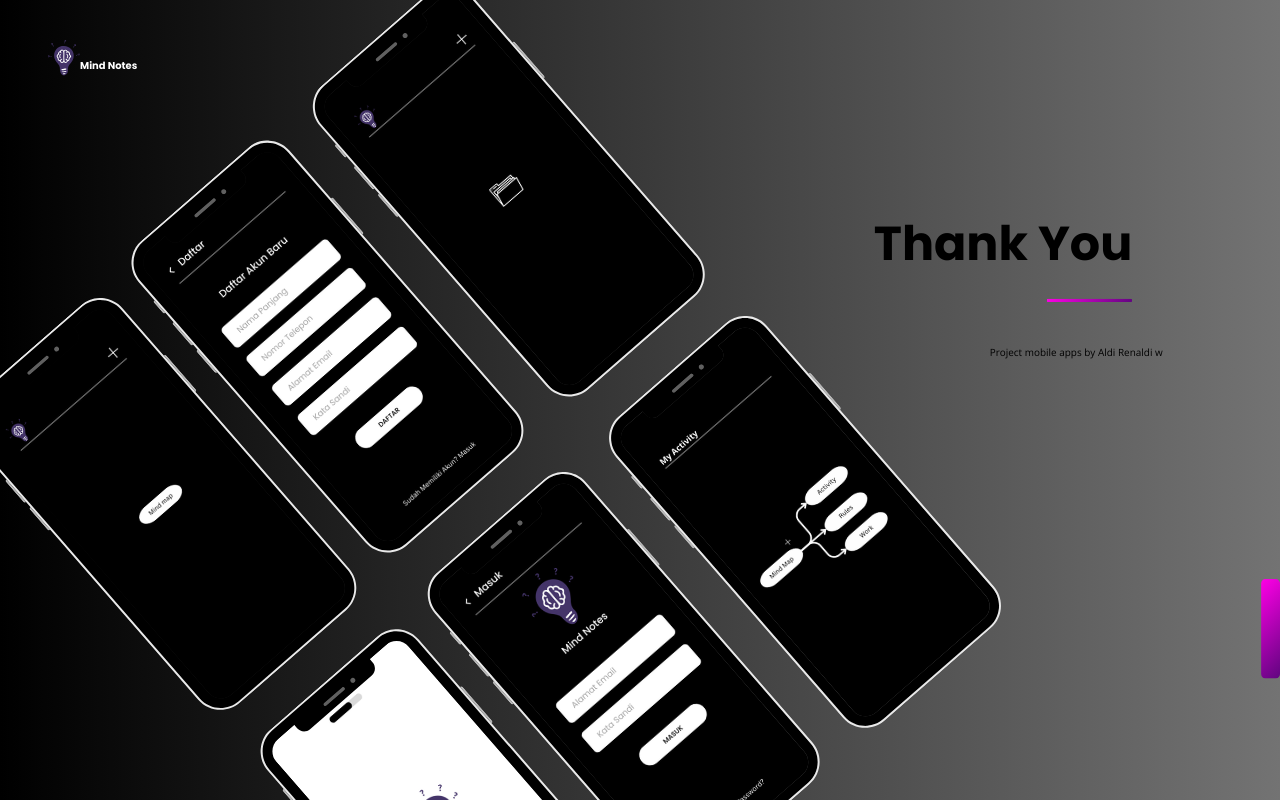 Mind Notes
Thank You
Project mobile apps by Aldi Renaldi w
Daftar
Daftar Akun Baru
Nama Panjang
Nomor Telepon
Alamat Email
Kata Sandi
DAFTAR
Sudah Memiliki Akun? Masuk
Mind map
My Activity
Activity
Rules
Work
Mind Map
Masuk
Mind Notes
Alamat Email
Kata Sandi
MASUK